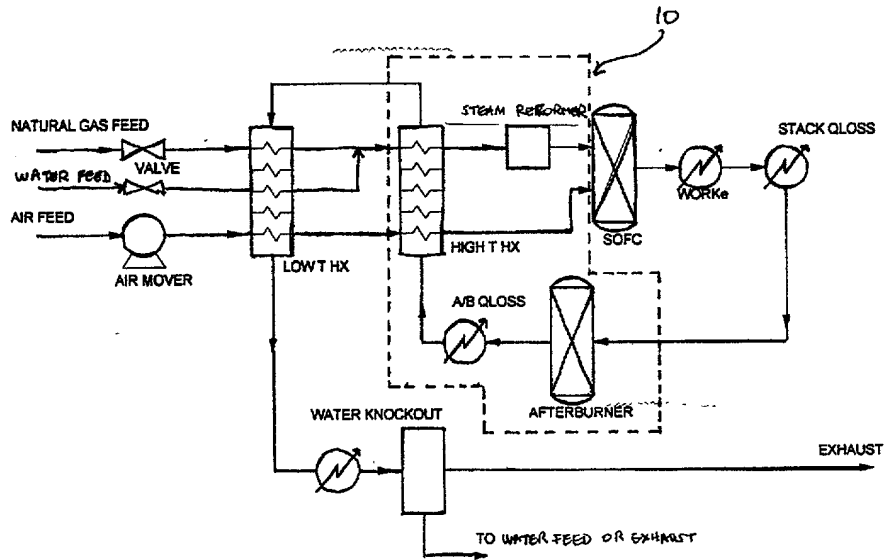 10
STEAM REFORMER
NATURAL GAS FEED
VALVE
WATER FEED
AIR FEED
AIR MOVER
LOW T HX
HIGH T HX
SOFC
WORKe
STACK QLOSS
A/B QLOSS
AFTERBURNER
WATER KNOCKOUT
EXHAUST
TO WATER FEED OR EXHAUST